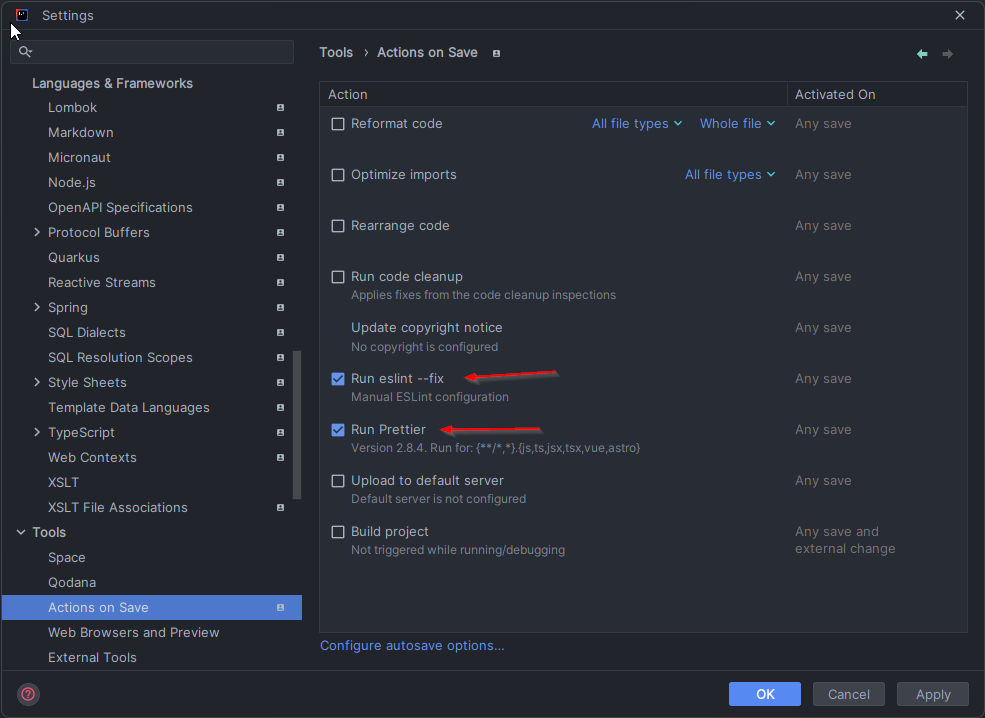 Settings
Tools › Actions on Save
Languages & Frameworks
Lombok
Markdown
Micronaut
Node.js
OpenAPI Specifications
Protocol Buffers
Quarkus
Reactive Streams
Spring
SQL Dialects
SQL Resolution Scopes
Style Sheets
Template Data Languages
TypeScript
Web Contexts
XSLT
XSLT File Associations
Tools
Space
Qodana
Actions on Save
Web Browsers and Preview
External Tools
Action Activated On
Reformat code All file types Whole file Any save
Optimize imports All file types Any save
Rearrange code Any save
Run code cleanup Any save
Applies fixes from the code cleanup inspections
Update copyright notice Any save
No copyright is configured
Run eslint --fix Any save
Manual ESLint configuration
Run Prettier Any save
Version 2.8.4. Run for: {**/*,*}.{js,ts,jsx,tsx,vue,astro}
Upload to default server Any save
Default server is not configured
Build project Any save and
external change
Not triggered while running/debugging
Configure autosave options...
? OK Cancel Apply